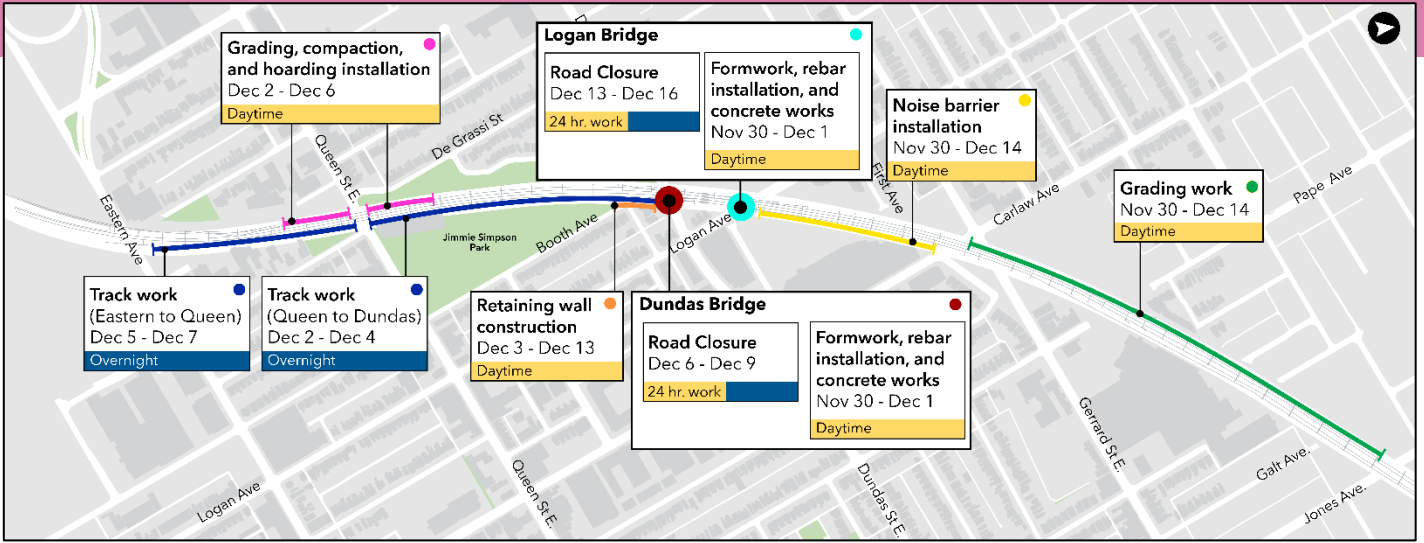 Grading, compaction,
and hoarding installation
Dec 2 - Dec 6
Daytime
Logan Bridge
Road Closure
Dec 13 - Dec 16
24 hr. work
Formwork, rebar
installation, and
concrete works
Nov 30 - Dec 1
Daytime
Noise barrier
installation
Nov 30 - Dec 14
Daytime
Grading work
Nov 30 - Dec 14
Daytime
Queen St E.
De Grassi St
First Ave
Carlaw Ave
Pape Ave
Eastern Ave
Jimmie Simpson
Park
Booth Ave
Logan Ave
Track work
(Eastern to Queen)
Dec 5 - Dec 7
Overnight
Track work
(Queen to Dundas)
Dec 2 - Dec 4
Overnight
Retaining wall
construction
Dec 3 - Dec 13
Daytime
Dundas Bridge
Road Closure
Dec 6 - Dec 9
24 hr. work
Formwork, rebar
installation, and
concrete works
Nov 30 - Dec 1
Daytime
Logan Ave
Queen St E.
Dundas St E.
Gerrard St E.
Galt Ave.
Jones Ave.